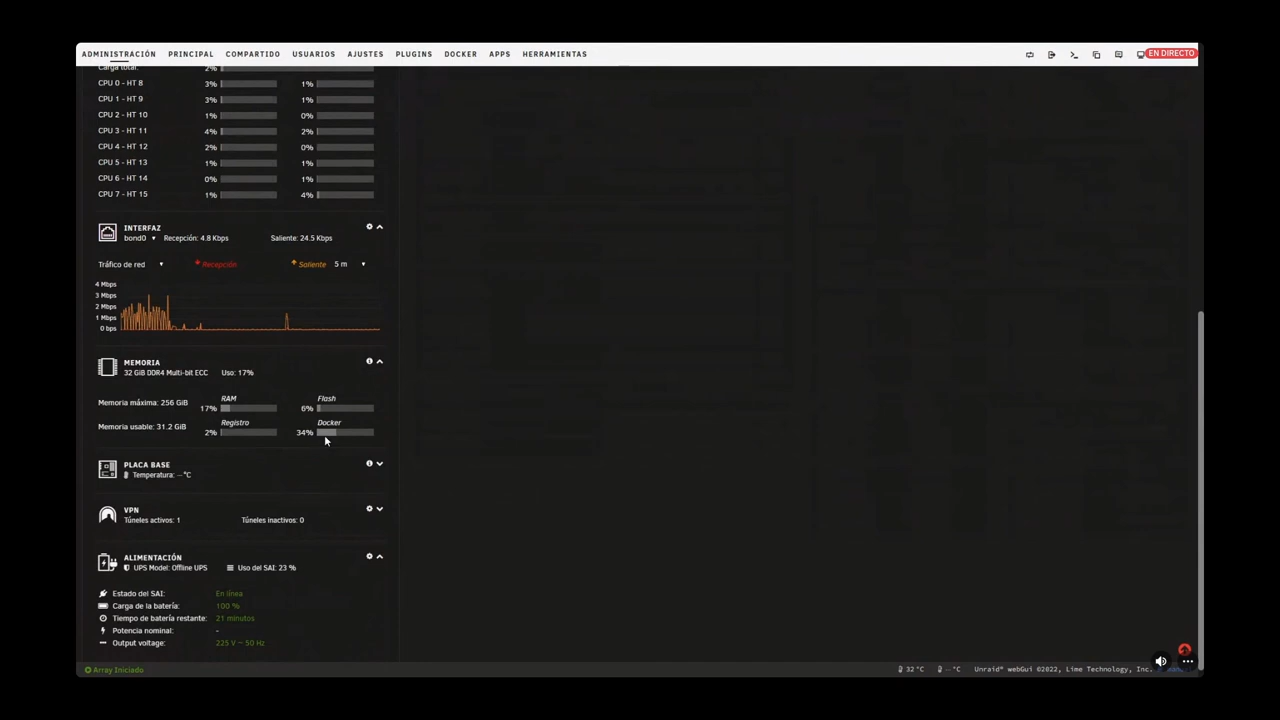 ADMINISTRACIÓN PRINCIPAL COMPARTIDO USUARIOS AJUSTES PLUGINS DOCKER APPS HERRAMIENTAS EN DIRECTO
Carga total: 2%
CPU 0 - HT 8 3% 1%
CPU 1 - HT 9 3% 1%
CPU 2 - HT 10 1% 0%
CPU 3 - HT 11 4% 2%
CPU 4 - HT 12 2% 0%
CPU 5 - HT 13 1% 1%
CPU 6 - HT 14 0% 1%
CPU 7 - HT 15 1% 4%
INTERFAZ
bond0 Recepción: 4.8 Kbps Saliente: 24.5 Kbps
Tráfico de red Recepción Saliente 5 m
4 Mbps
3 Mbps
2 Mbps
1 Mbps
0 bps
MEMORIA
32 GiB DDR4 Multi-bit ECC Uso: 17%
RAM Flash
Memoria máxima: 256 GiB 17% 6%
Registro Docker
Memoria usable: 31.2 GiB 2% 34%
PLACA BASE
Temperatura: -- °C
VPN
Túneles activos: 1 Túneles inactivos: 0
ALIMENTACIÓN
UPS Model: Offline UPS Uso del SAI: 23 %
Estado del SAI: En línea
Carga de la batería: 100 %
Tiempo de batería restante: 21 minutos
Potencia nominal: -
Output voltage: 225 V ~ 50 Hz
Array Iniciado 32 °C -- °C Unraid® webGui ©2022, Lime Technology, Inc.